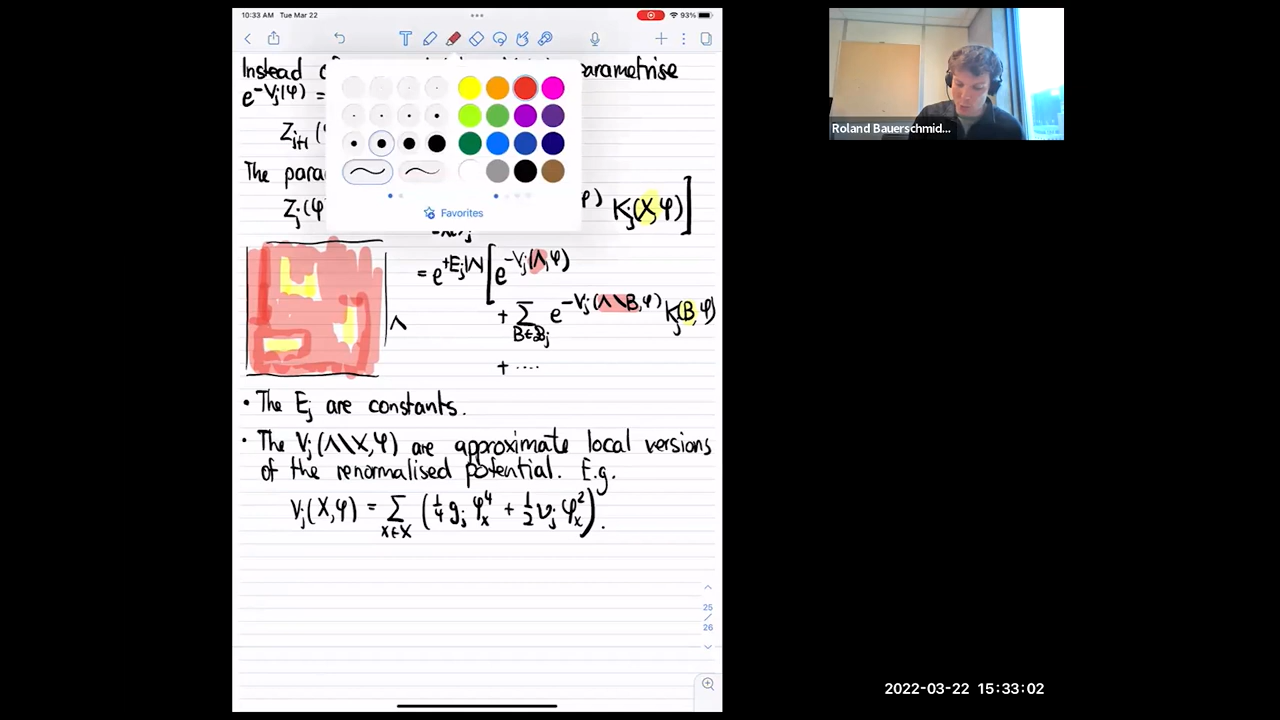 10:33 AM Tue Mar 22
93%
Instead parametrise
e^{-V_j(φ)} =
Z_{j+1}(
The para
Z_j(φ φ) K_j(X,φ)]
= e^{+E_j|Λ|} [ e^{-V_j(Λ,φ)}
+ ∑_{B∈𝓑_j} e^{-V_j(Λ\B,φ)} K_j(B,φ)
+ ....
Λ
• The E_j are constants.
• The V_j(Λ\X,φ) are approximate local versions
of the renormalised potential. E.g.
V_j(X,φ) = ∑_{x∈X} (1/4 g_j φ_x^4 + 1/2 ν_j φ_x^2).
Favorites
25
/
26
Roland Bauerschmid...
2022-03-22 15:33:02